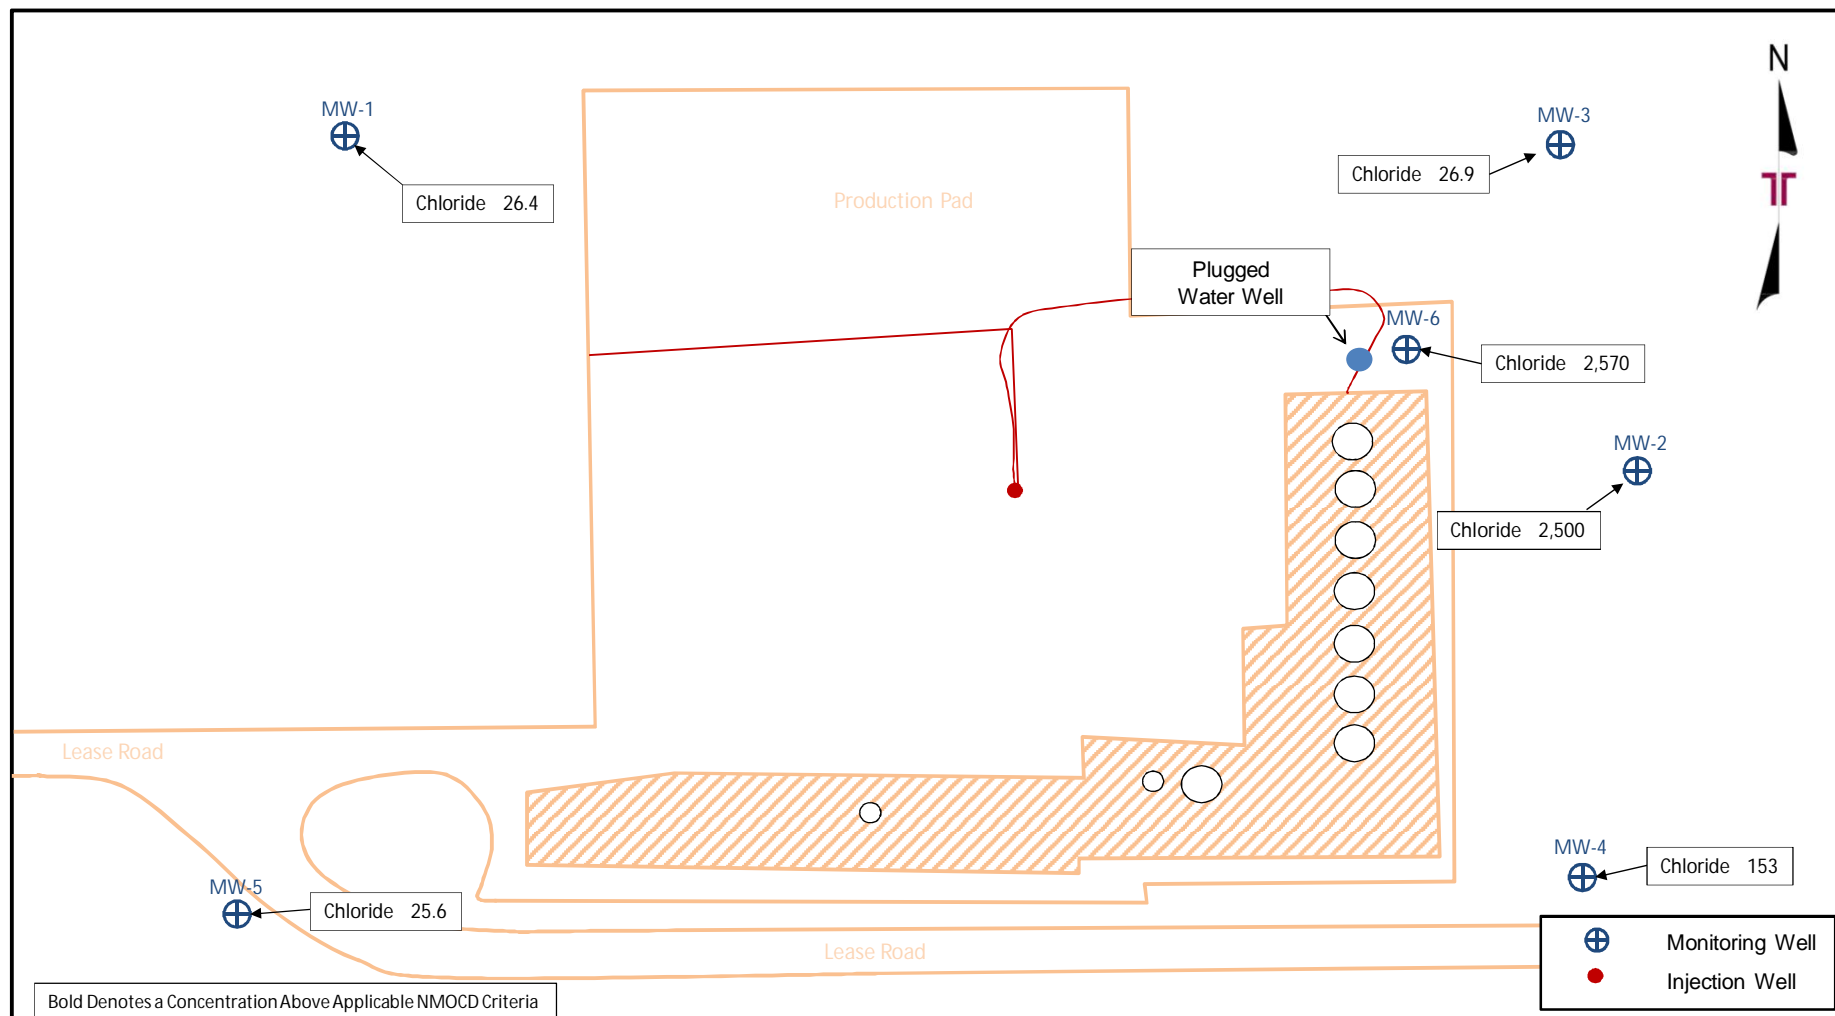 N
MW-1
MW-3
Chloride 26.9
Chloride 26.4
Production Pad
Plugged
Water Well
MW-6
Chloride 2,570
MW-2
Chloride 2,500
Lease Road
MW-4
Chloride 153
MW-5
Chloride 25.6
Lease Road
Monitoring Well
Injection Well
Bold Denotes a Concentration Above Applicable NMOCD Criteria